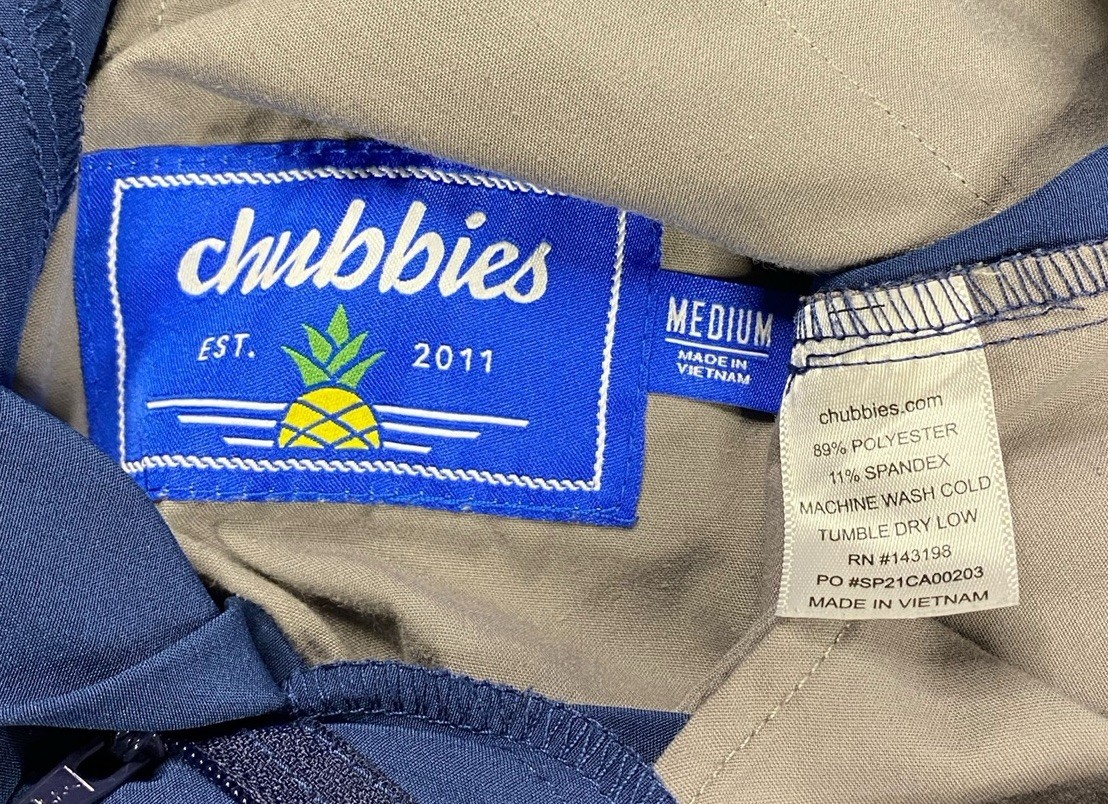 chubbies
EST. 2011
MEDIUM
MADE IN
VIETNAM
chubbies.com
89% POLYESTER
11% SPANDEX
MACHINE WASH COLD
TUMBLE DRY LOW
RN #143198
PO #SP21CA00203
MADE IN VIETNAM